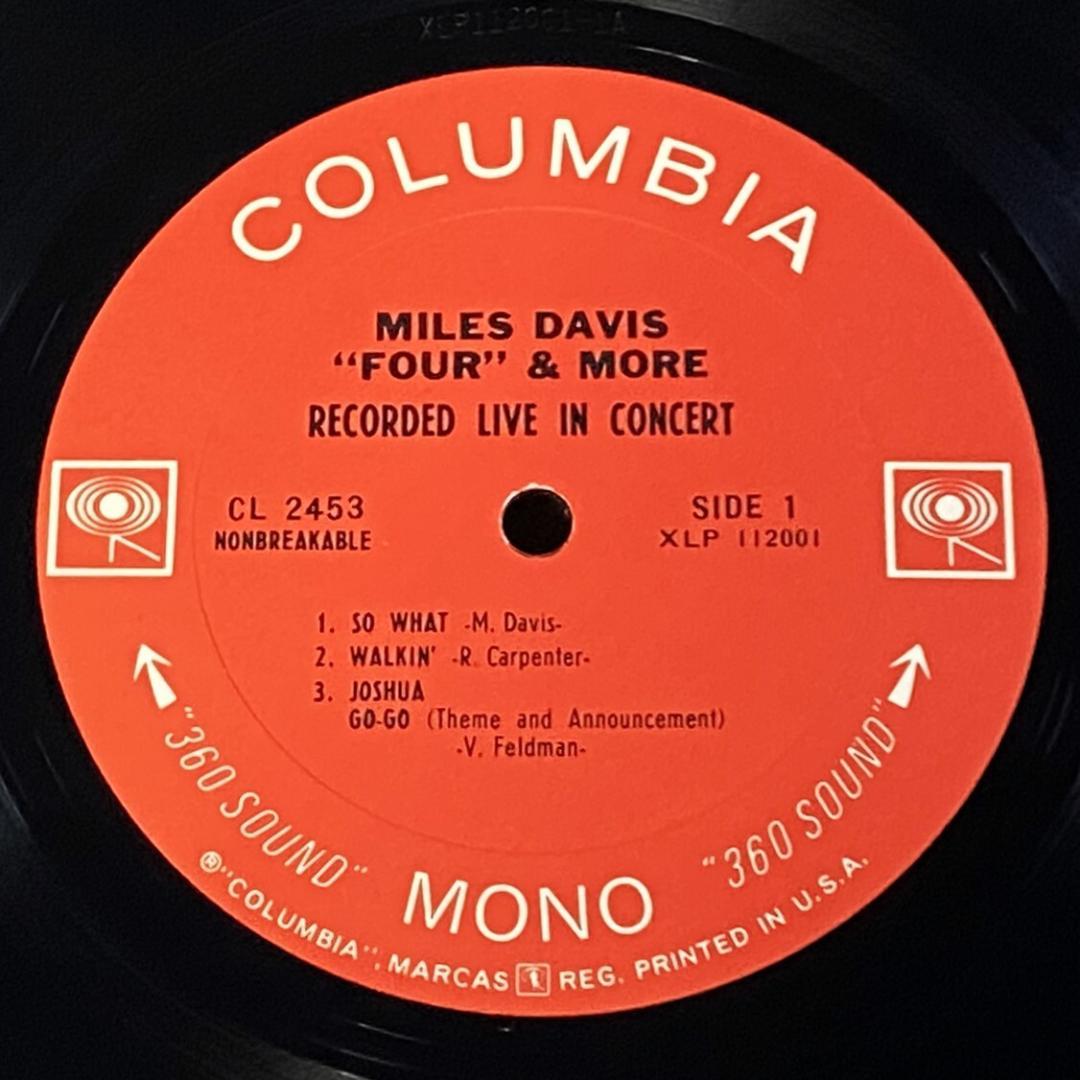 XLP112001-1A
COLUMBIA
MILES DAVIS
“FOUR” & MORE
RECORDED LIVE IN CONCERT
CL 2453
NONBREAKABLE
SIDE 1
XLP 112001
1. SO WHAT -M. Davis-
2. WALKIN' -R. Carpenter-
3. JOSHUA
GO-GO (Theme and Announcement)
-V. Feldman-
"360 SOUND"
MONO
"360 SOUND"
®"COLUMBIA", MARCAS REG. PRINTED IN U.S.A.